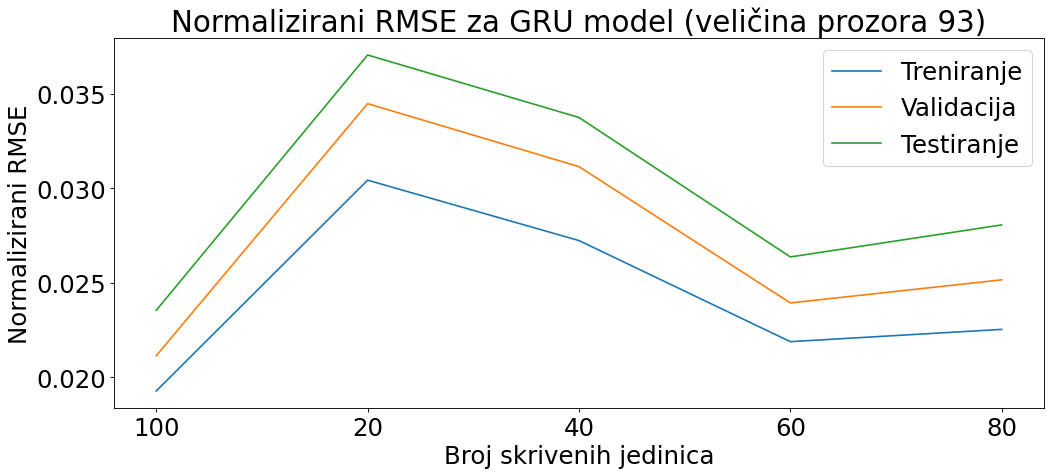 Normalizirani RMSE za GRU model (veličina prozora 93)
Treniranje
Validacija
Testiranje
Normalizirani RMSE
0.035
0.030
0.025
0.020
100 20 40 60 80
Broj skrivenih jedinica